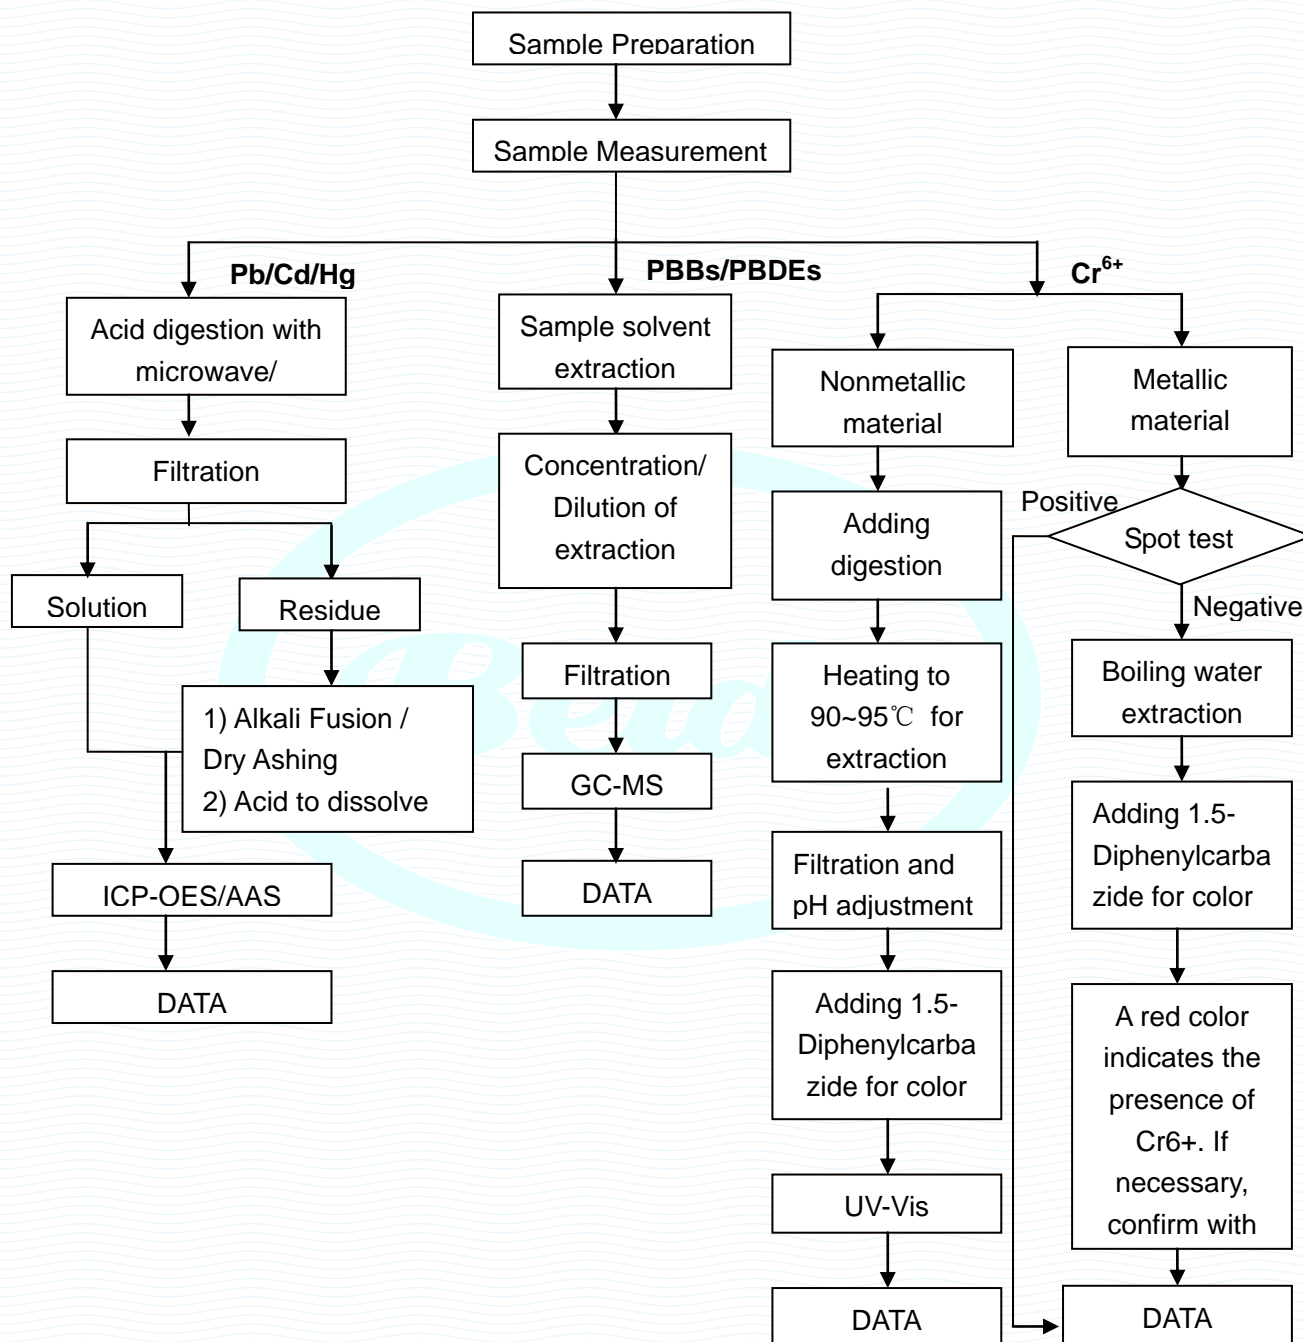 Sample Preparation
Sample Measurement
Pb/Cd/Hg
PBBs/PBDEs
Cr6+
Acid digestion with
microwave/
Filtration
Solution
Residue
1) Alkali Fusion /
Dry Ashing
2) Acid to dissolve
ICP-OES/AAS
DATA
Sample solvent
extraction
Concentration/
Dilution of
extraction
Filtration
GC-MS
DATA
Nonmetallic
material
Adding
digestion
Heating to
90~95℃ for
extraction
Filtration and
pH adjustment
Adding 1.5-
Diphenylcarba
zide for color
UV-Vis
DATA
Metallic
material
Positive
Spot test
Negative
Boiling water
extraction
Adding 1.5-
Diphenylcarba
zide for color
A red color
indicates the
presence of
Cr6+. If
necessary,
confirm with
DATA